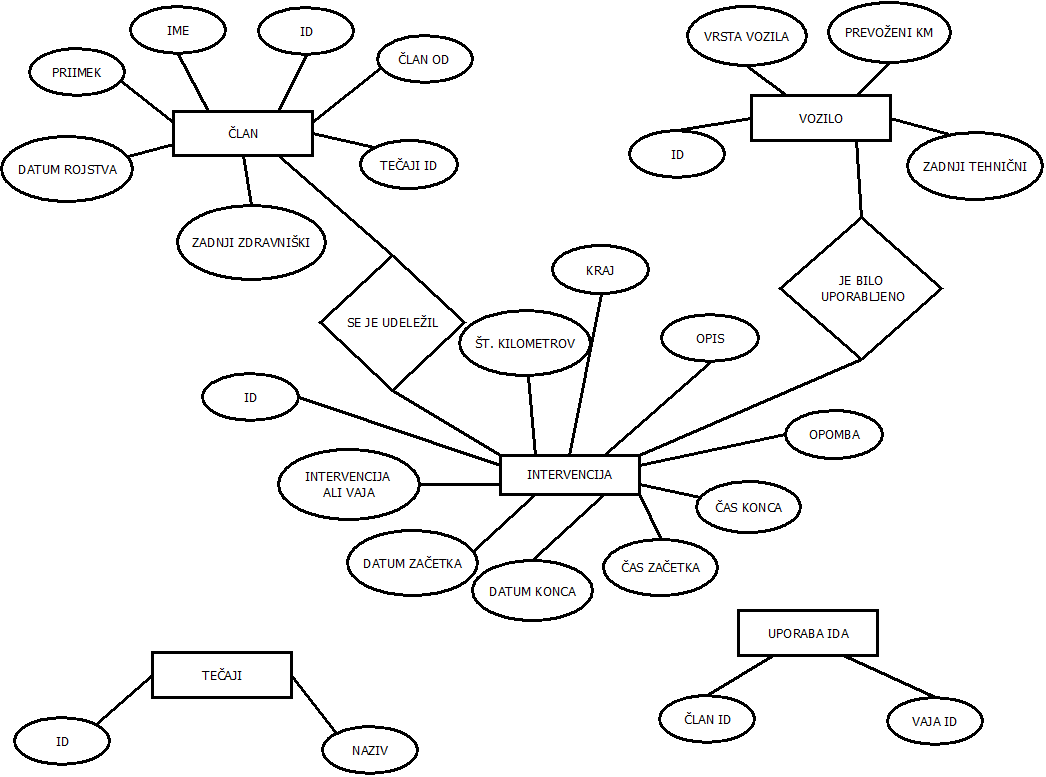 IME
ID
ČLAN OD
PRIIMEK
ČLAN
DATUM ROJSTVA
TEČAJI ID
ZADNJI ZDRAVNIŠKI
VRSTA VOZILA
PREVOŽENI KM
VOZILO
ID
ZADNJI TEHNIČNI
SE JE UDELEŽIL
JE BILO
UPORABLJENO
KRAJ
ŠT. KILOMETROV
OPIS
ID
OPOMBA
INTERVENCIJA
ALI VAJA
INTERVENCIJA
ČAS KONCA
DATUM ZAČETKA
DATUM KONCA
ČAS ZAČETKA
TEČAJI
ID
NAZIV
UPORABA IDA
ČLAN ID
VAJA ID